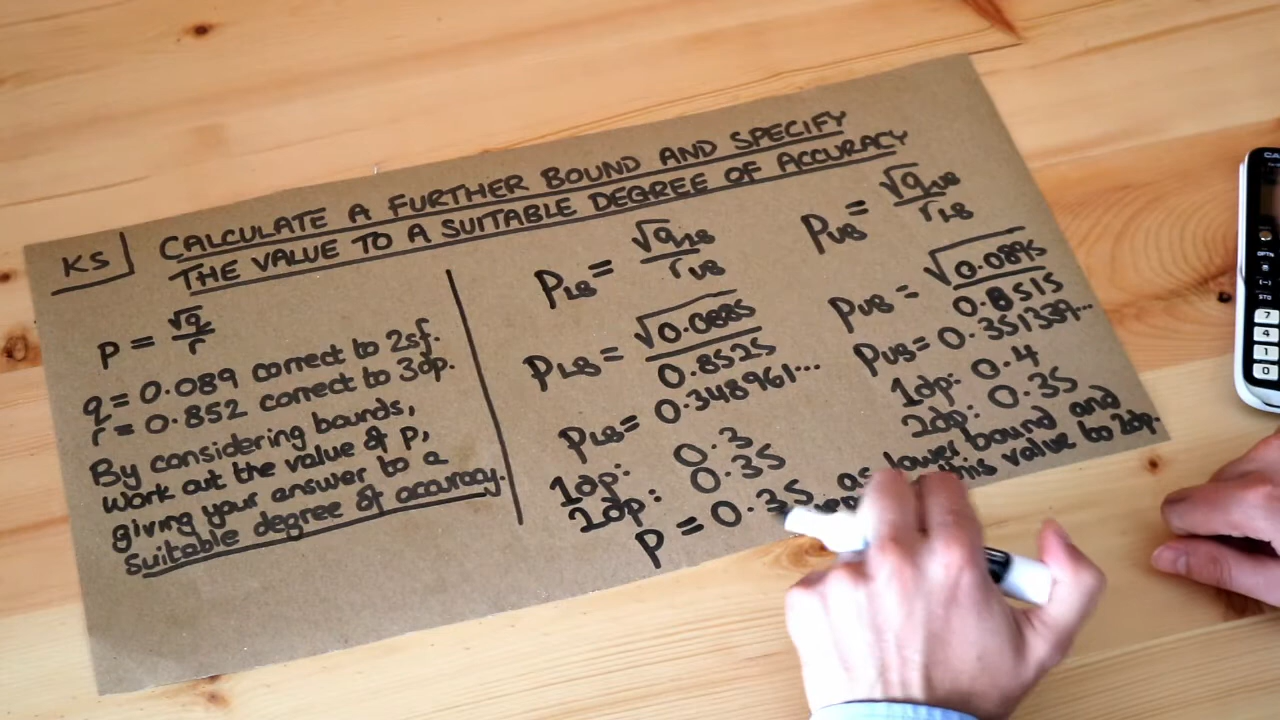 KS
CALCULATE A FURTHER BOUND AND SPECIFY
THE VALUE TO A SUITABLE DEGREE OF ACCURACY
P = √q / r
q = 0.089 correct to 2sf.
r = 0.852 correct to 3dp.
By considering bounds,
work out the value of P,
giving your answer to a
suitable degree of accuracy.
PLB = √qLB / rUB
PLB = √0.0885 / 0.8525
PLB = 0.348961...
1dp: 0.3
2dp: 0.35
PUB = √qUB / rLB
PUB = √0.0895 / 0.8515
PUB = 0.351339...
1dp: 0.4
2dp: 0.35
P = 0.35 as lower bound and
this value to 2dp.